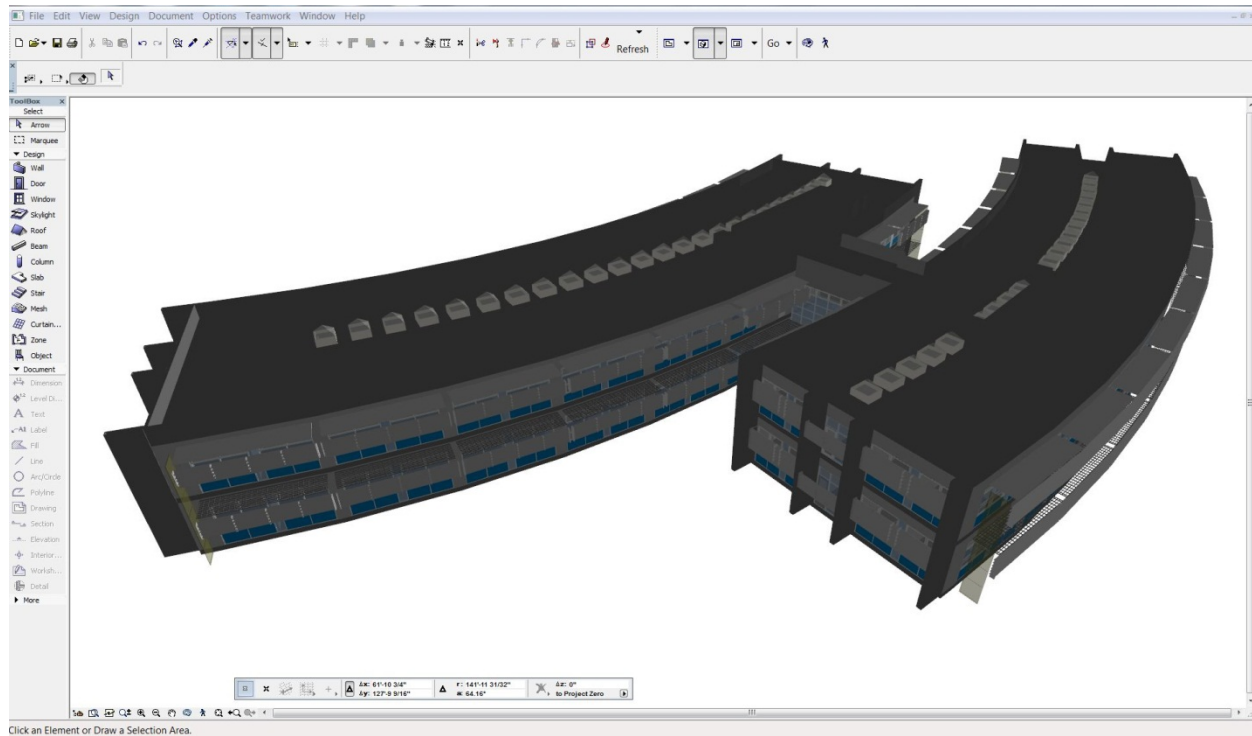 File Edit View Design Document Options Teamwork Window Help
Refresh
Go
ToolBox x
Select
Arrow
Marquee
Design
Wall
Door
Window
Skylight
Roof
Beam
Column
Slab
Stair
Mesh
Curtain...
Zone
Object
Document
Dimension
Level Di...
A Text
A1 Label
Fill
Line
Arc/Circle
Polyline
Drawing
Section
Elevation
Interior...
Worksh...
Detail
More
Δx: 61'-10 3/4" r: 141'-11 31/32" Δz: 0"
Δy: 127'-9 9/16" a: 64.16° to Project Zero
Click an Element or Draw a Selection Area.